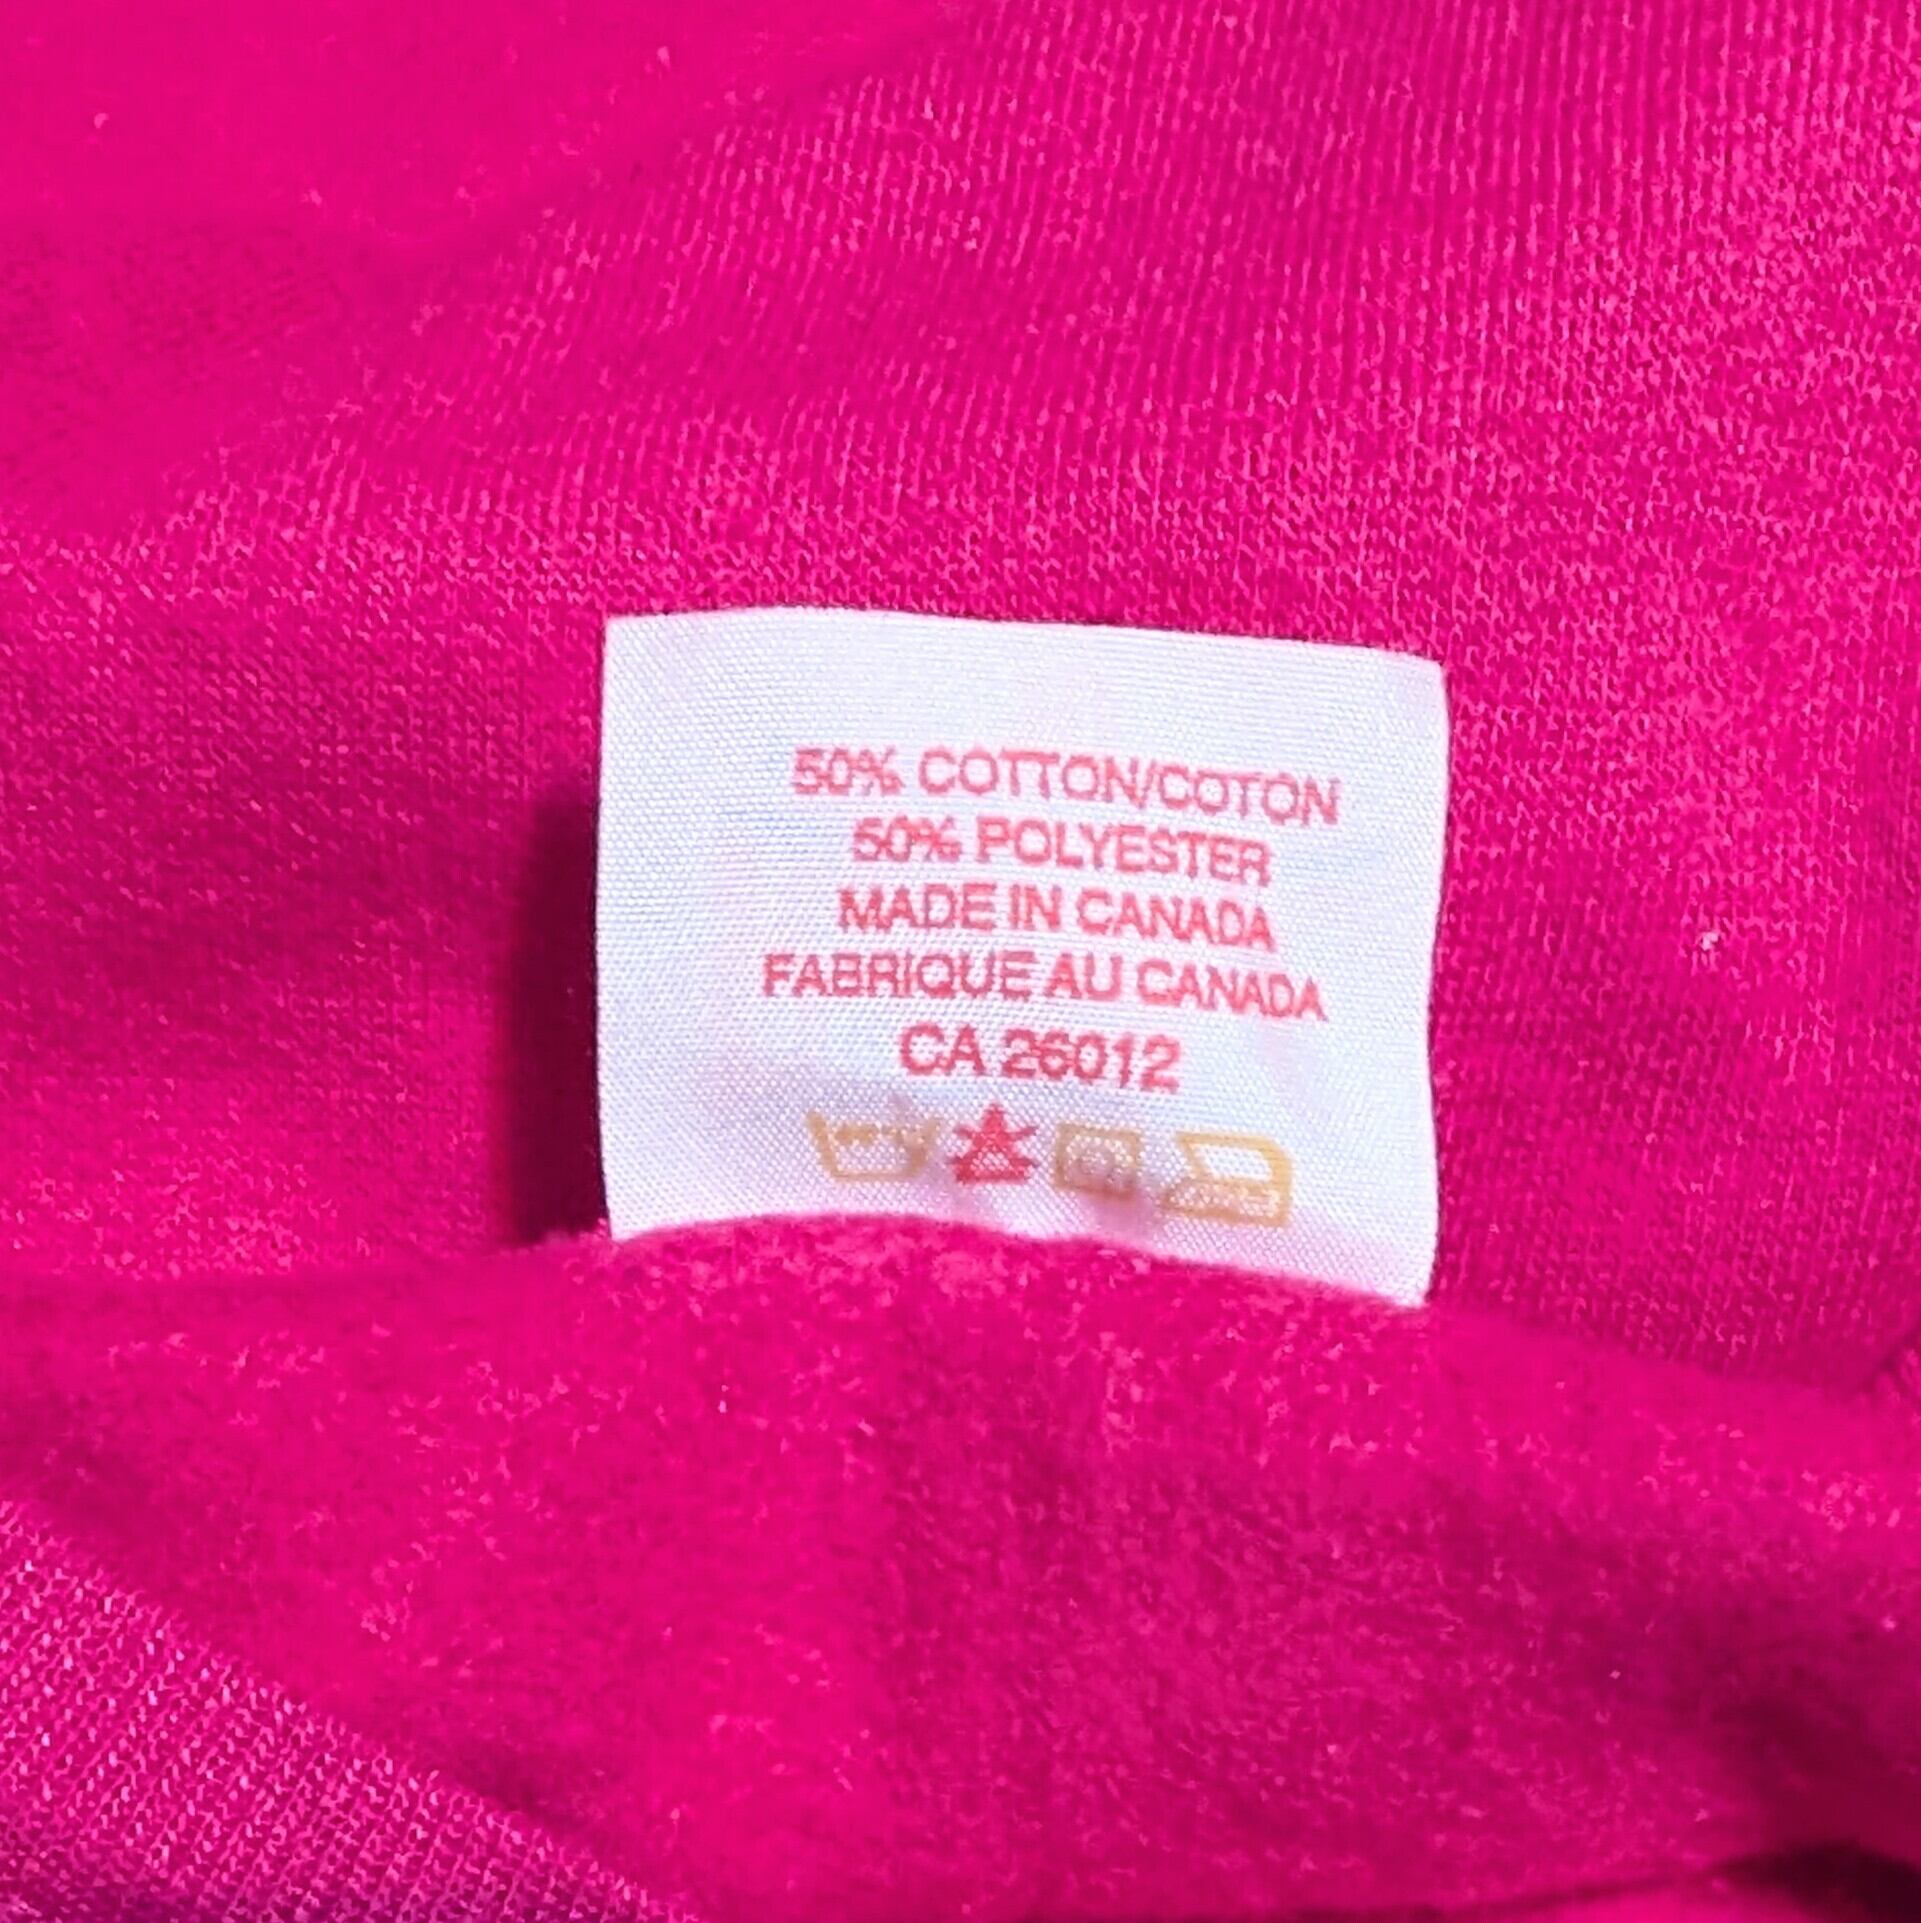 50% COTTON/COTON
50% POLYESTER
MADE IN CANADA
FABRIQUE AU CANADA
CA 26012